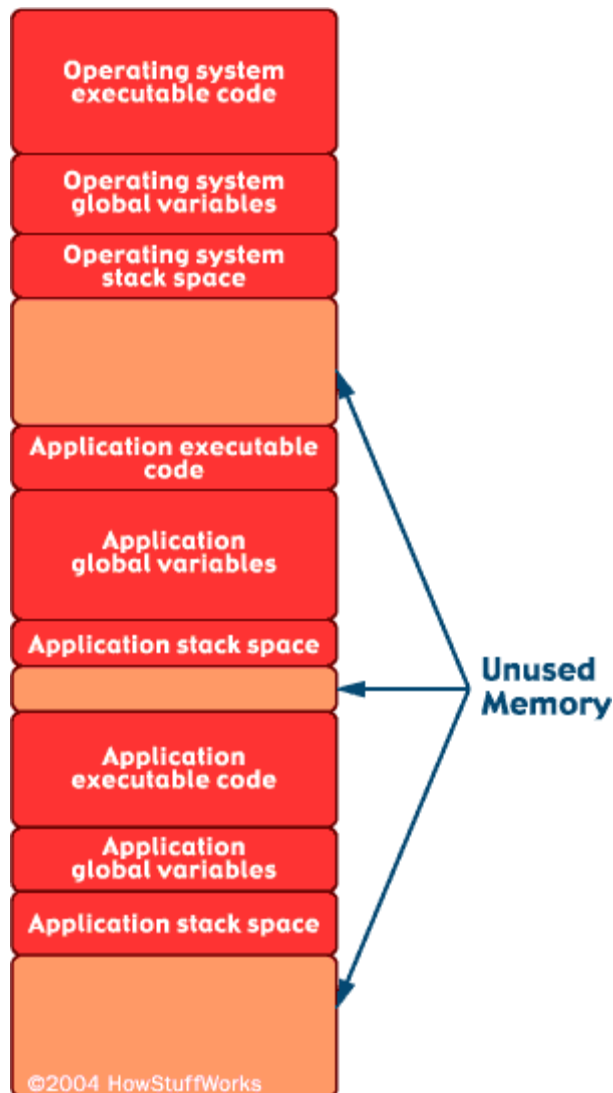 Operating system
executable code
Operating system
global variables
Operating system
stack space
Application executable
code
Application
global variables
Application stack space
Unused
Memory
Application
executable code
Application
global variables
Application stack space
©2004 HowStuffWorks